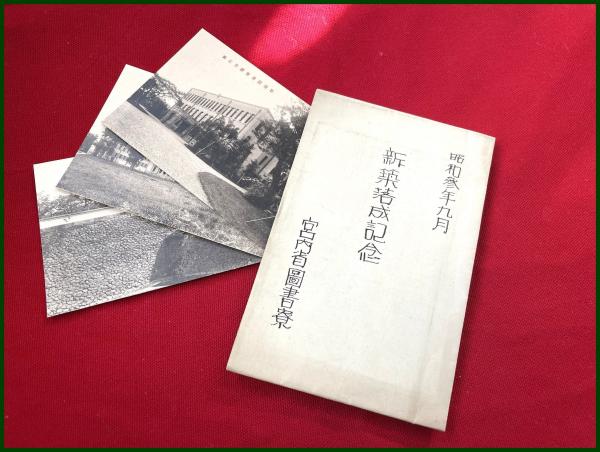 昭和參年九月
新築落成記念
宮内省圖書寮